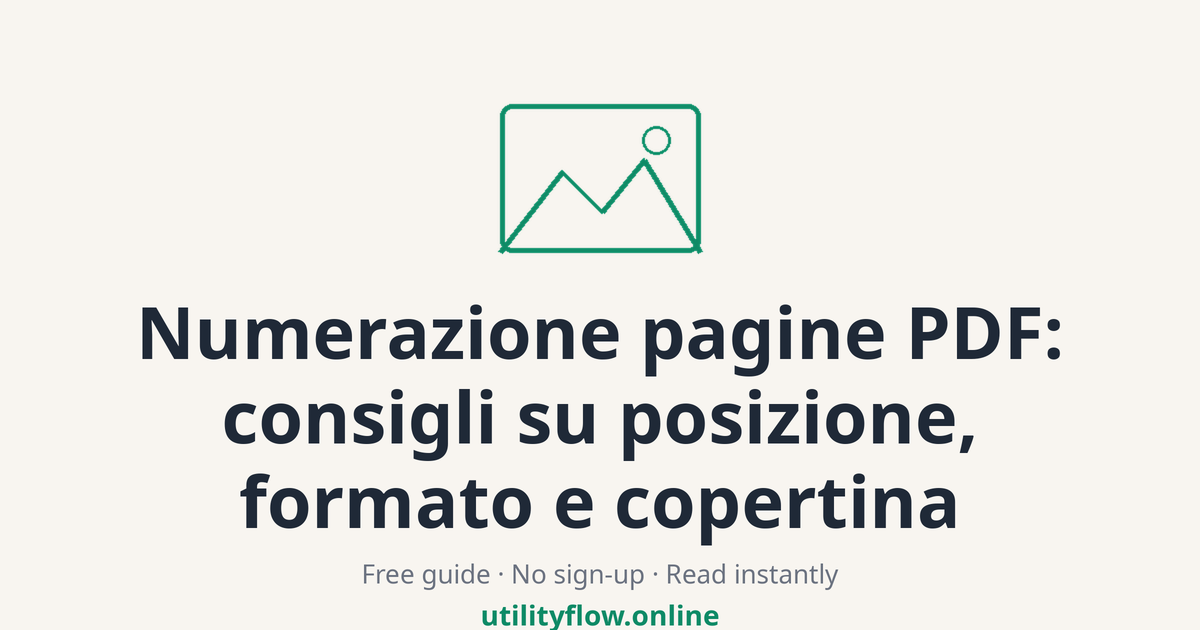 Numerazione pagine PDF:
consigli su posizione,
formato e copertina
Free guide · No sign-up · Read instantly
utilityflow.online